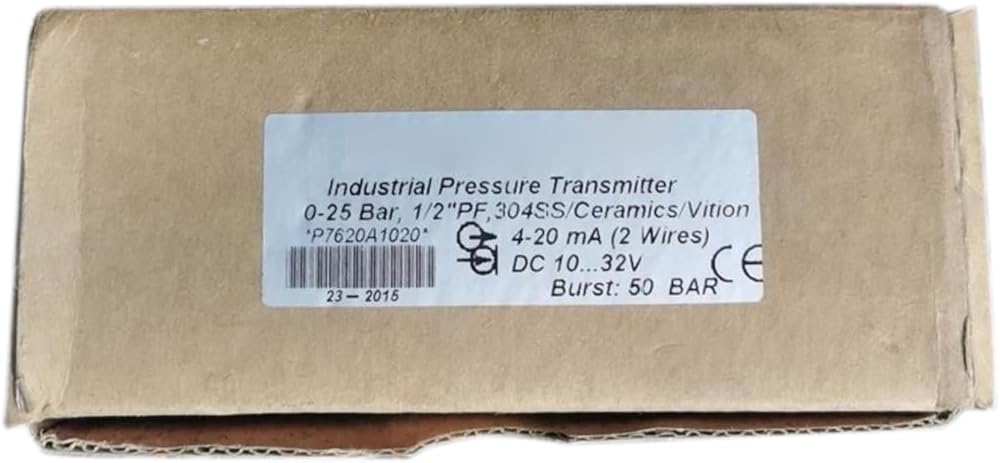 Industrial Pressure Transmitter
0-25 Bar, 1/2"PF,304SS/Ceramics/Vition
*P7620A1020*
4-20 mA (2 Wires)
DC 10...32V
CE
Burst: 50 BAR
23-2015